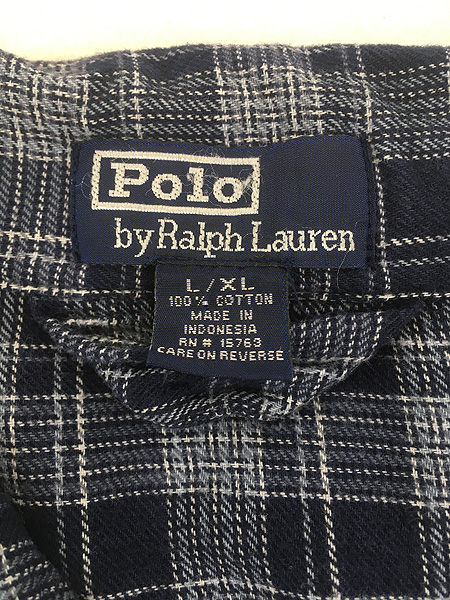 Polo
by Ralph Lauren
L/XL
100% COTTON
MADE IN
INDONESIA
RN# 15763
CARE ON REVERSE